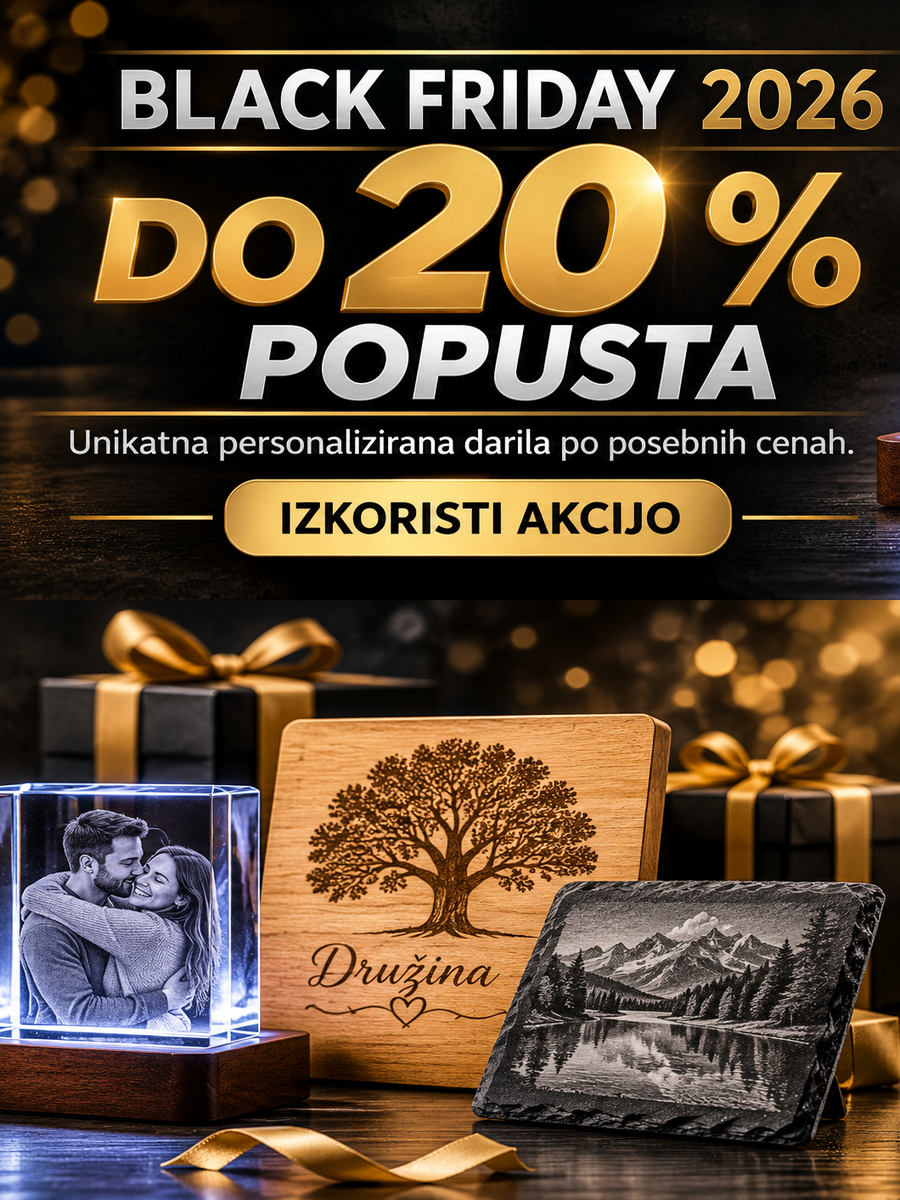 BLACK FRIDAY 2026
DO 20 %
POPUSTA
Unikatna personalizirana darila po posebnih cenah.
IZKORISTI AKCIJO
Družina